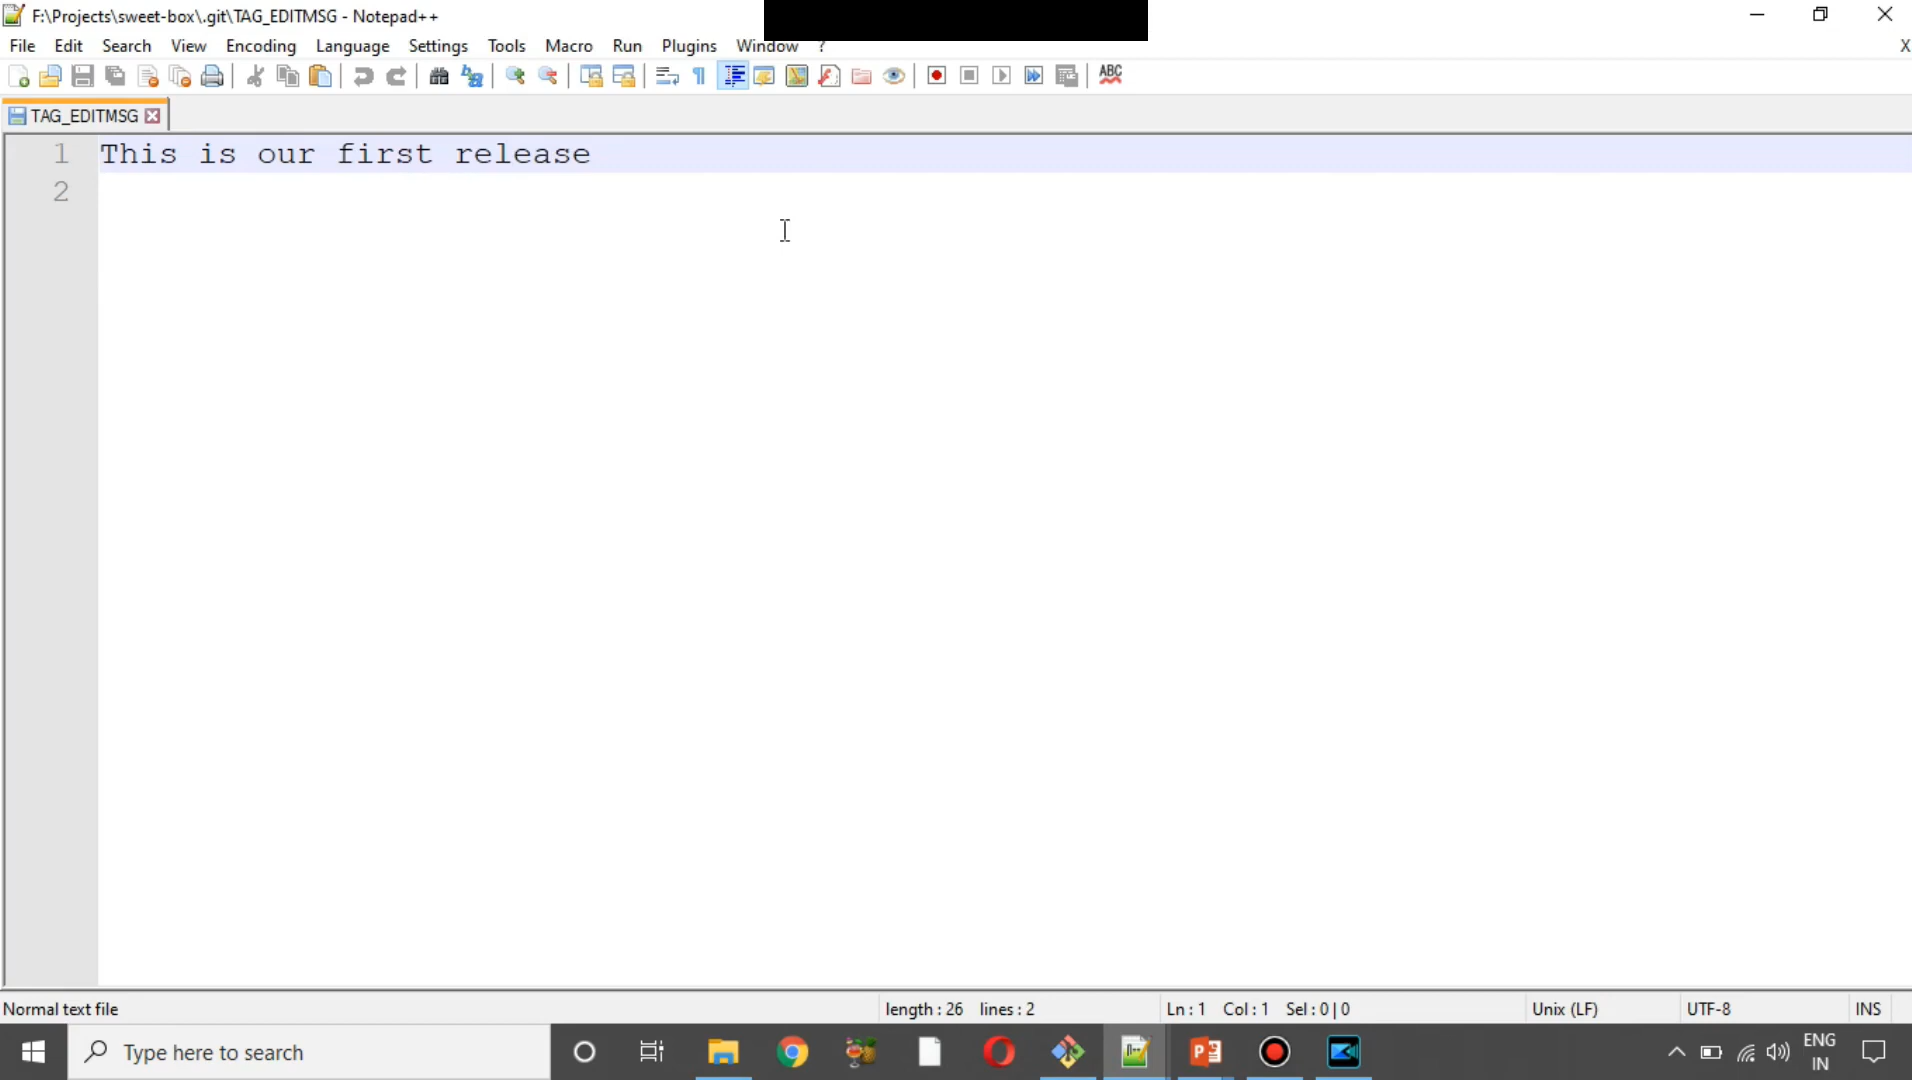 F:\Projects\sweet-box\.git\TAG_EDITMSG - Notepad++
File Edit Search View Encoding Language Settings Tools Macro Run Plugins Window ?
X
ABC
TAG_EDITMSG
1 This is our first release
2
Normal text file length : 26 lines : 2 Ln : 1 Col : 1 Sel : 0 | 0 Unix (LF) UTF-8 INS
Type here to search
ENG
IN